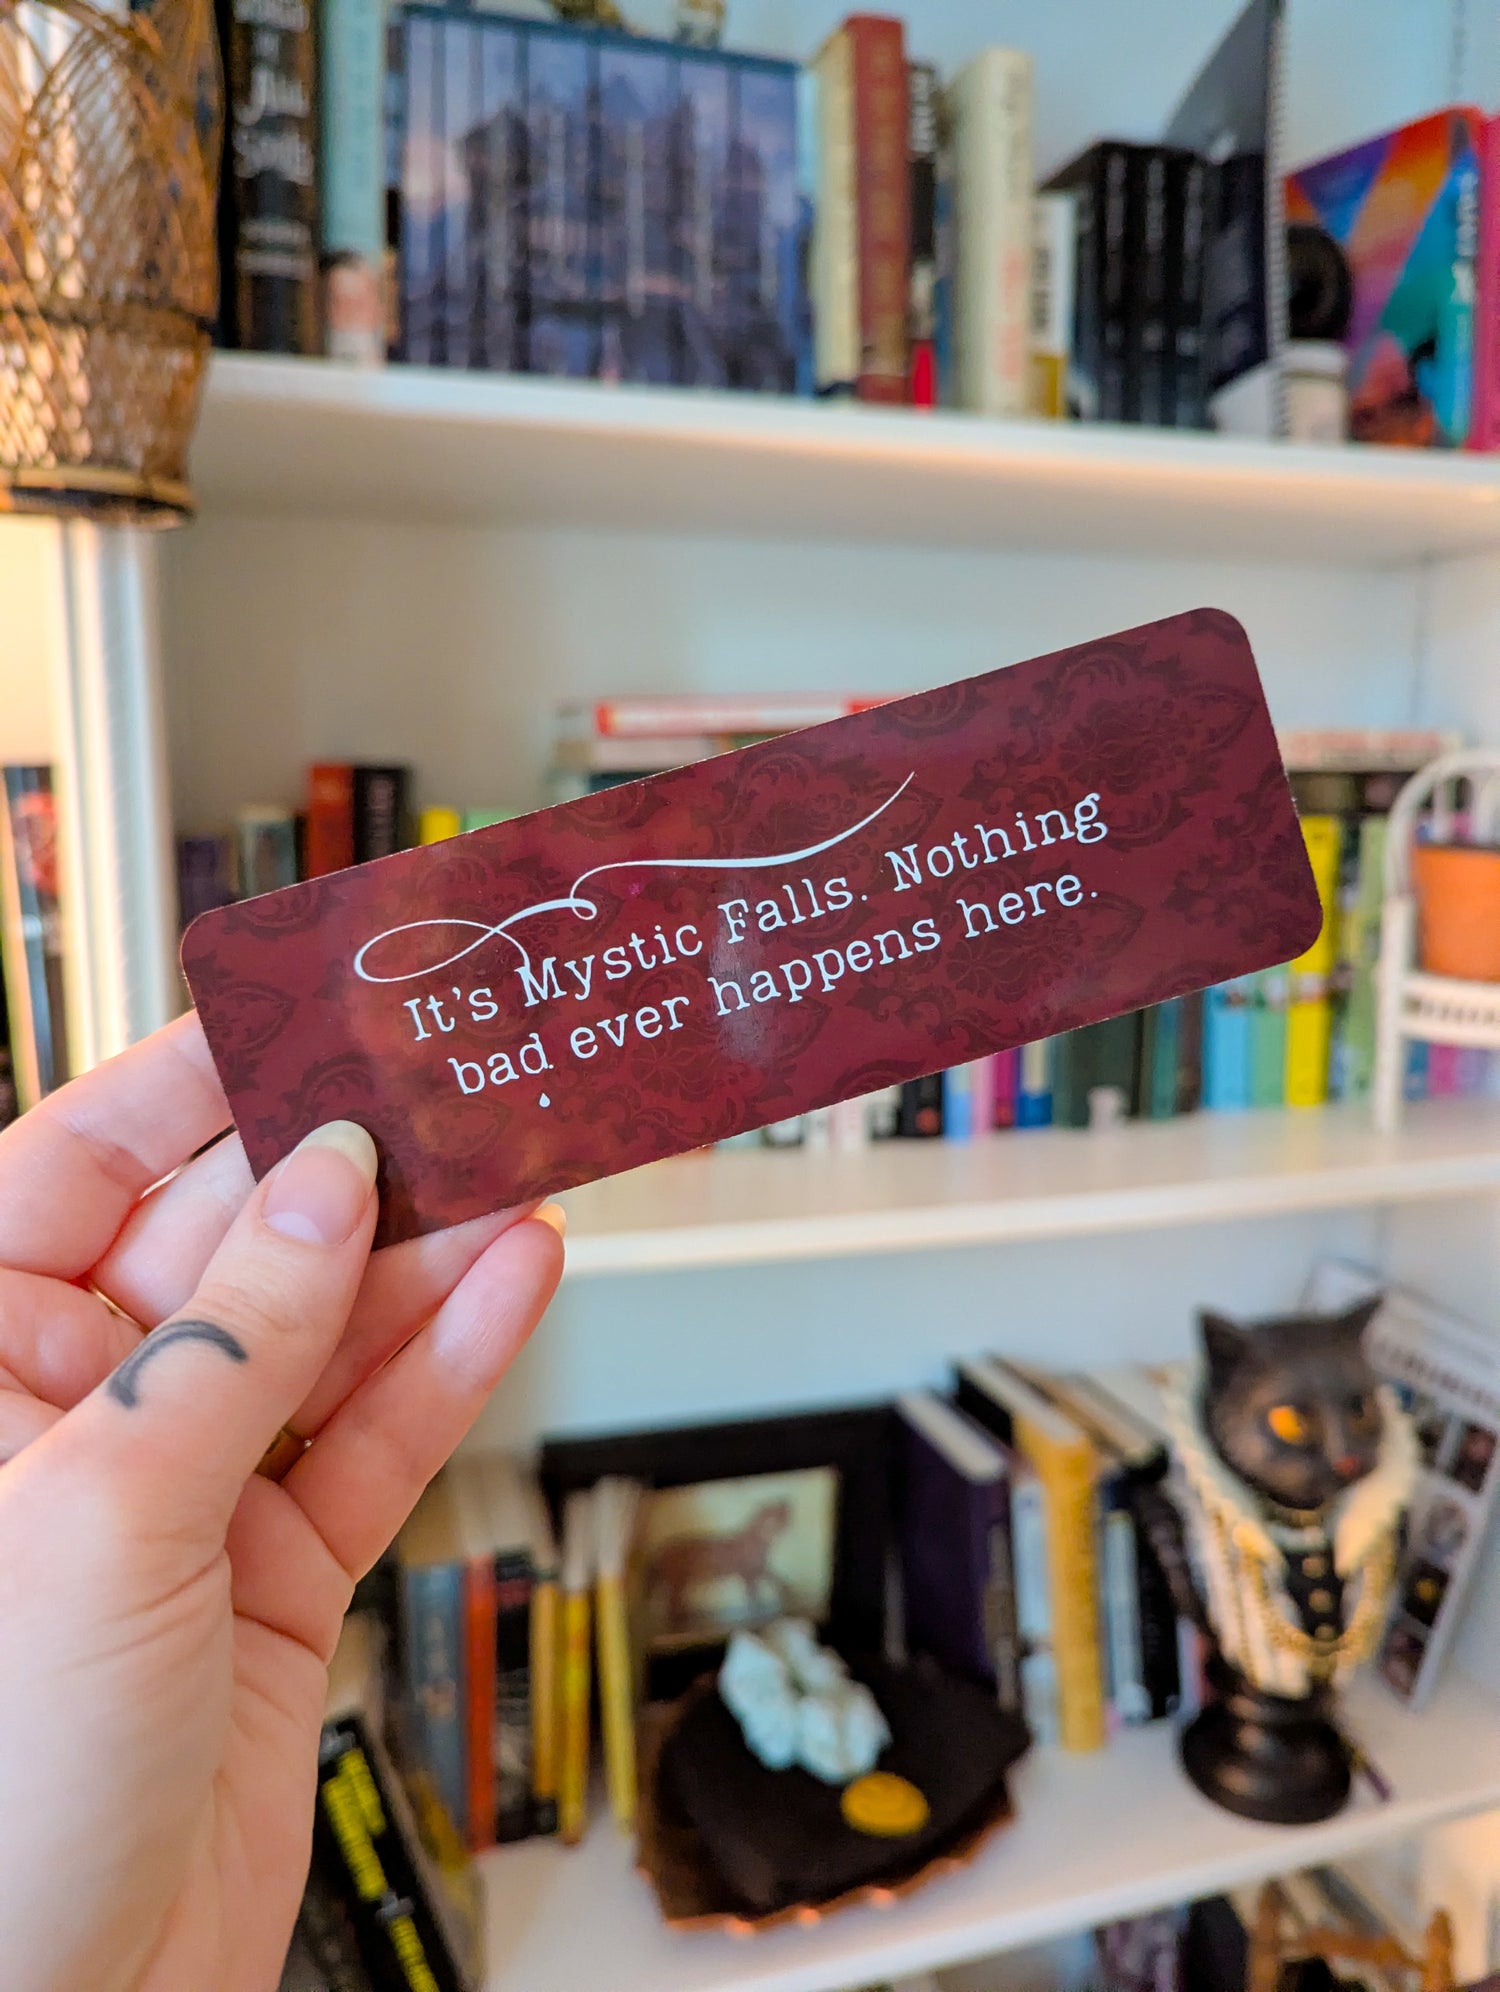 It's Mystic Falls. Nothing
bad ever happens here.